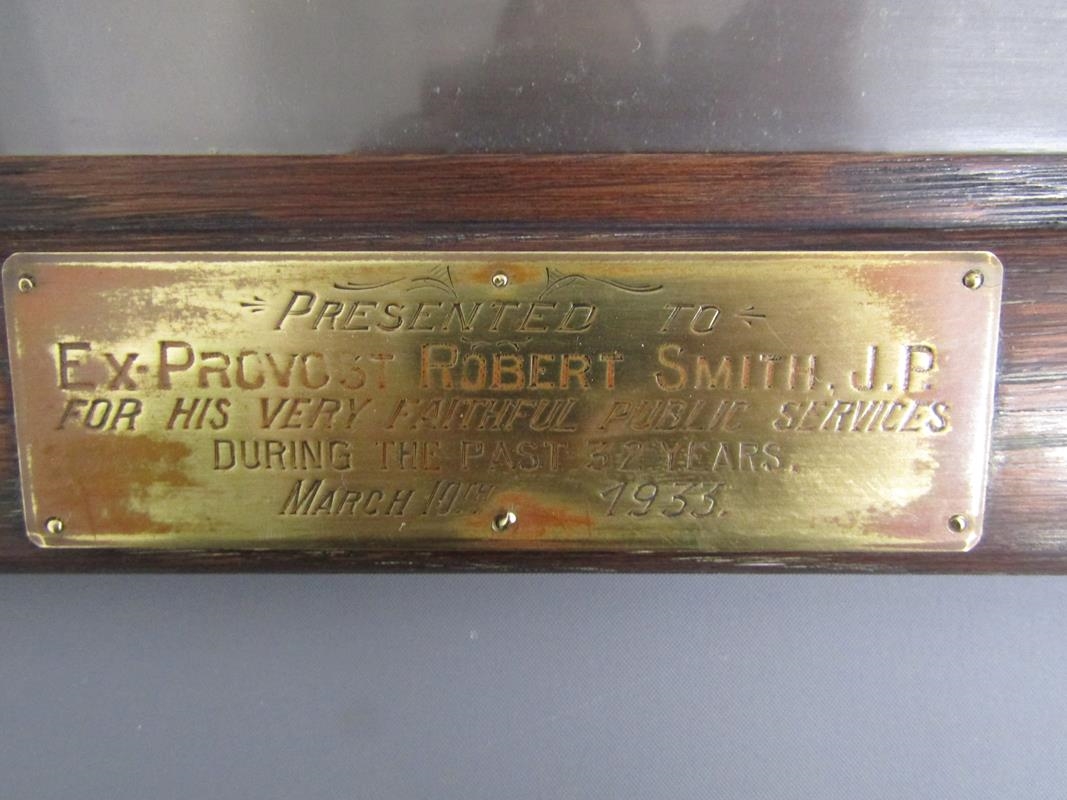 PRESENTED TO
EX-PROVOST ROBERT SMITH, J.P.
FOR HIS VERY FAITHFUL PUBLIC SERVICES
DURING THE PAST 32 YEARS.
MARCH 10TH 1933.